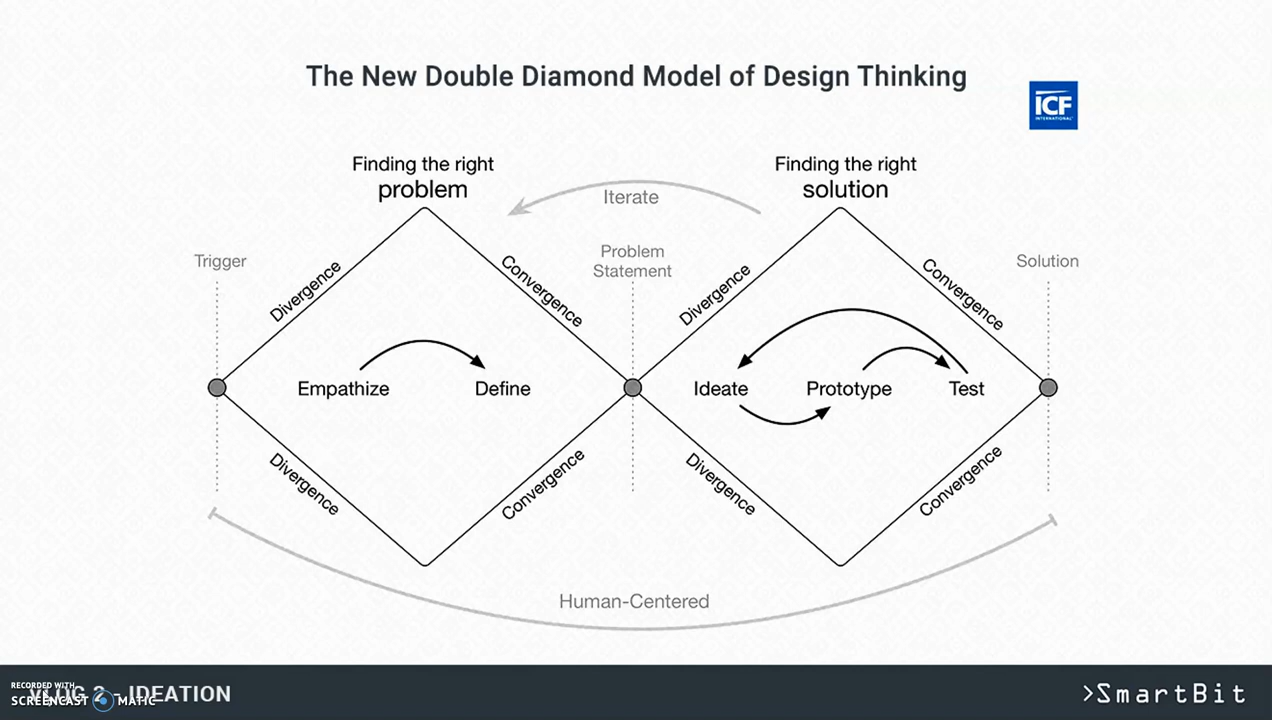 The New Double Diamond Model of Design Thinking
ICF
INTERNATIONAL
Finding the right
problem
Finding the right
solution
Iterate
Trigger
Problem
Statement
Solution
Divergence
Convergence
Divergence
Convergence
Empathize
Define
Ideate
Prototype
Test
Divergence
Convergence
Divergence
Convergence
Human-Centered
RECORDED WITH
SCREENCAST MATIC
VLOG 2 - IDEATION
>SmartBit